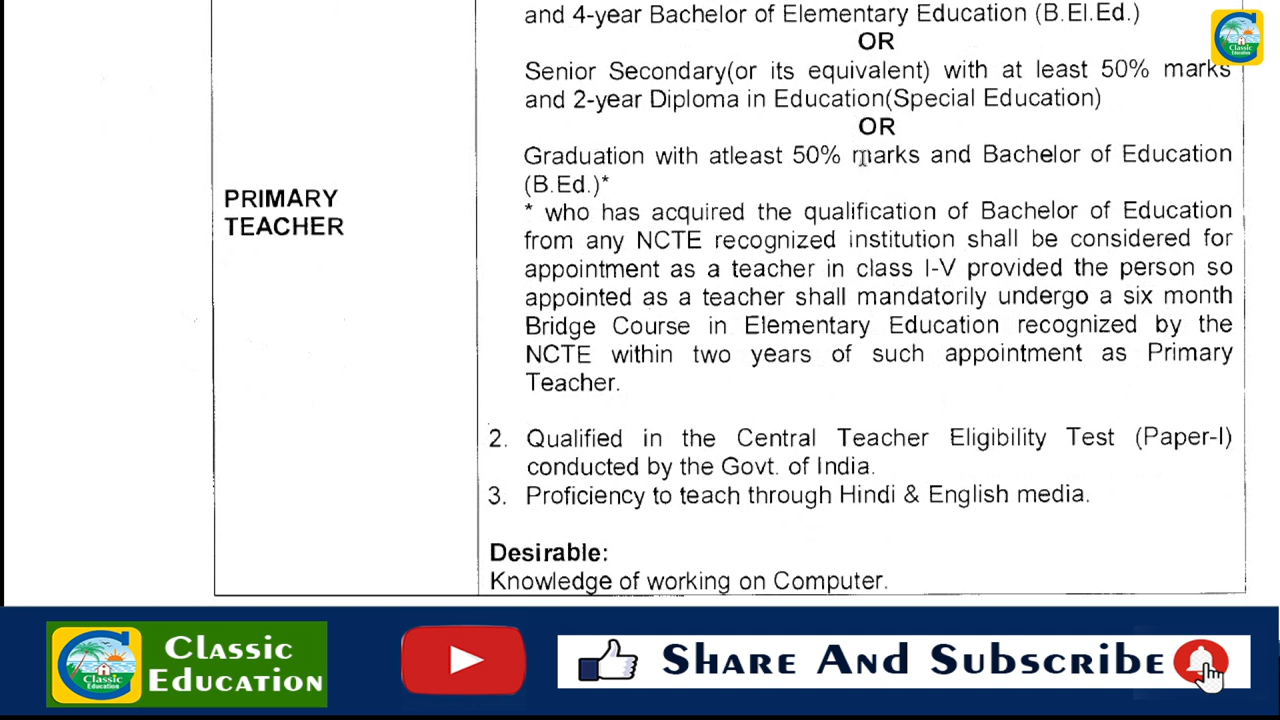 and 4-year Bachelor of Elementary Education (B.El.Ed.)
OR
Senior Secondary(or its equivalent) with at least 50% marks
and 2-year Diploma in Education(Special Education)
OR
Graduation with atleast 50% marks and Bachelor of Education
(B.Ed.)*
* who has acquired the qualification of Bachelor of Education
from any NCTE recognized institution shall be considered for
appointment as a teacher in class I-V provided the person so
appointed as a teacher shall mandatorily undergo a six month
Bridge Course in Elementary Education recognized by the
NCTE within two years of such appointment as Primary
Teacher.
PRIMARY
TEACHER
2. Qualified in the Central Teacher Eligibility Test (Paper-I)
conducted by the Govt. of India.
3. Proficiency to teach through Hindi & English media.
Desirable:
Knowledge of working on Computer.
Classic
Education
Classic
Education
Classic
Education
Share And Subscribe